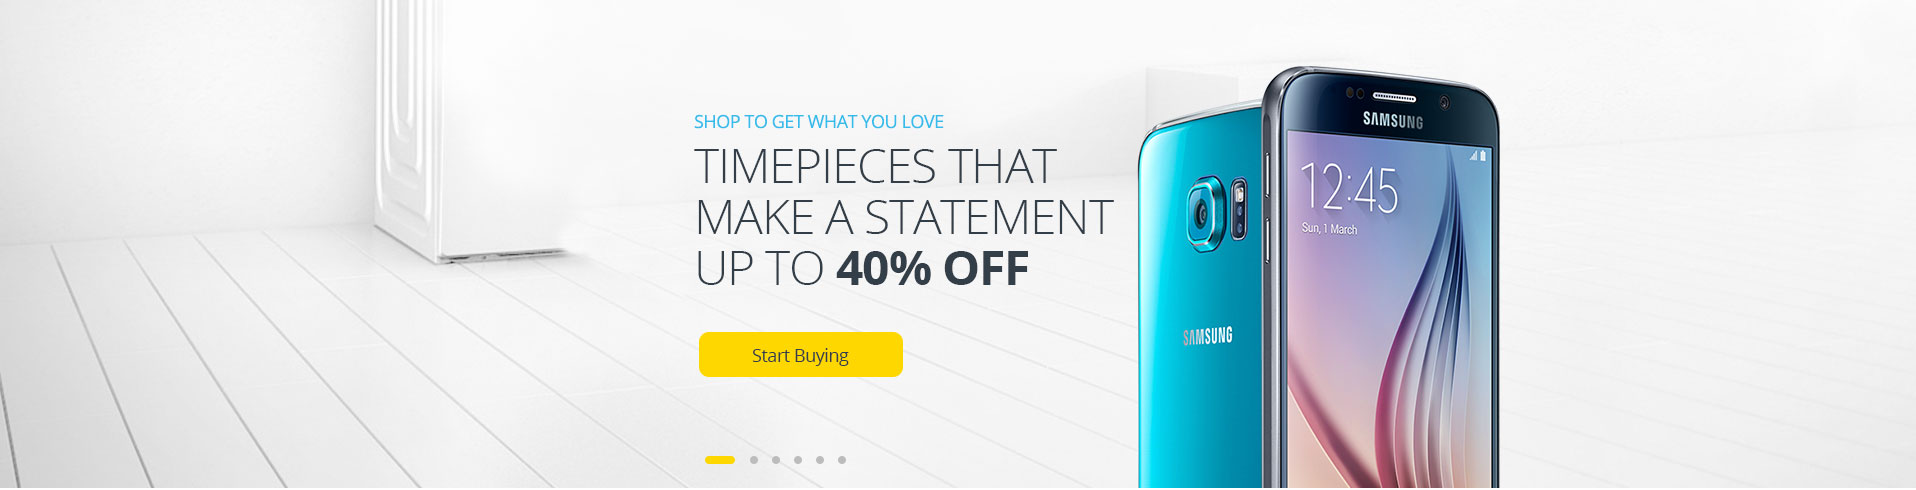 SHOP TO GET WHAT YOU LOVE
TIMEPIECES THAT
MAKE A STATEMENT
UP TO 40% OFF
Start Buying
SAMSUNG
SAMSUNG
12:45
Sun, 1 March